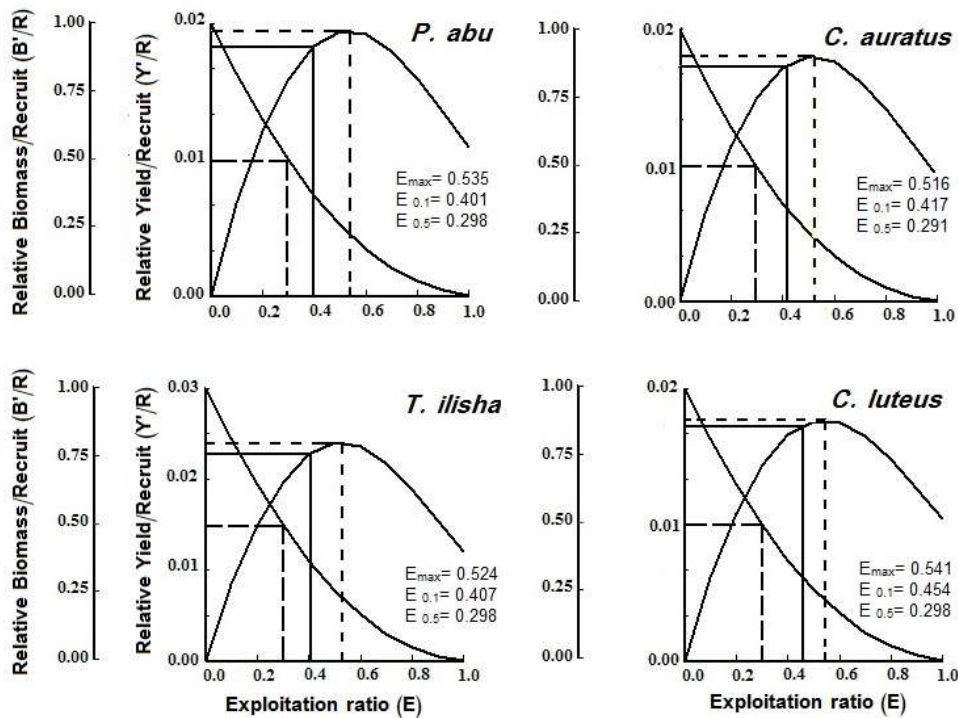 Relative Biomass/Recruit (B'/R)
1.00
0.75
0.50
0.25
0.00
Relative Yield/Recruit (Y'/R)
0.02
0.01
0.00
P. abu
Emax= 0.535
E 0.1= 0.401
E 0.5= 0.298
0.0 0.2 0.4 0.6 0.8 1.0
1.00
0.75
0.50
0.25
0.00
0.02
0.01
0.00
C. auratus
Emax= 0.516
E 0.1= 0.417
E 0.5= 0.291
0.0 0.2 0.4 0.6 0.8 1.0
Relative Biomass/Recruit (B'/R)
1.00
0.75
0.50
0.25
0.00
Relative Yield/Recruit (Y'/R)
0.03
0.02
0.01
0.00
T. ilisha
Emax= 0.524
E 0.1= 0.407
E 0.5= 0.298
0.0 0.2 0.4 0.6 0.8 1.0
Exploitation ratio (E)
1.00
0.75
0.50
0.25
0.00
0.02
0.01
0.00
C. luteus
Emax= 0.541
E 0.1= 0.454
E 0.5= 0.298
0.0 0.2 0.4 0.6 0.8 1.0
Exploitation ratio (E)